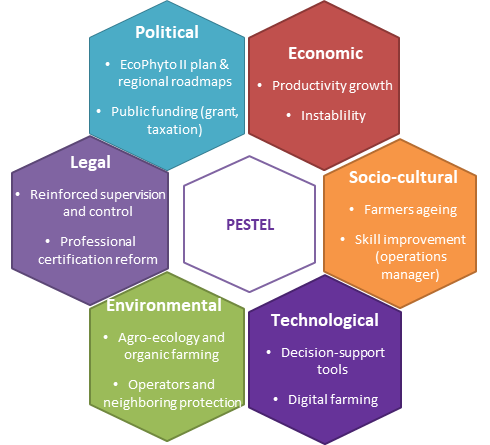 Political
• EcoPhyto II plan &
regional roadmaps
• Public funding (grant,
taxation)
Economic
• Productivity growth
• Instablility
Legal
• Reinforced supervision
and control
• Professional
certification reform
PESTEL
Socio-cultural
• Farmers ageing
• Skill improvement
(operations
manager)
Environmental
• Agro-ecology and
organic farming
• Operators and
neighboring protection
Technological
• Decision-support
tools
• Digital farming